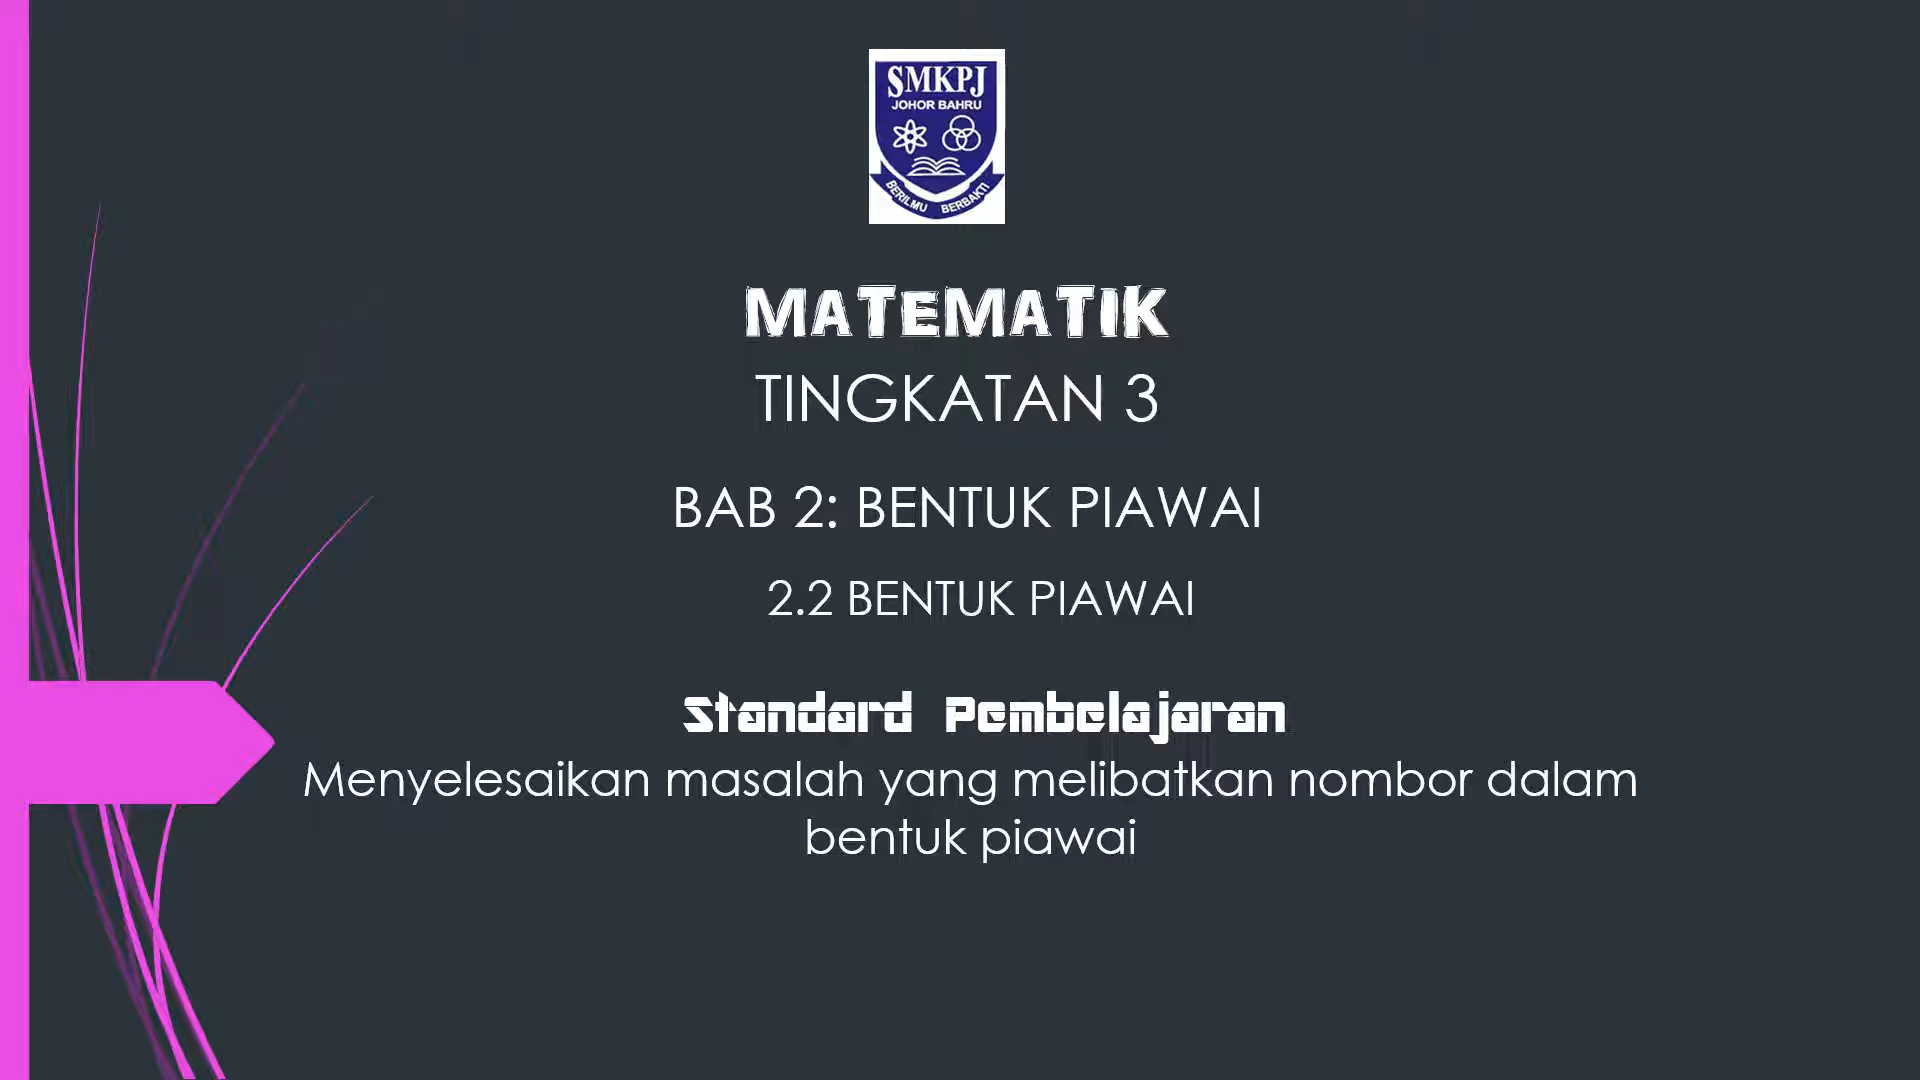 SMKPJ
JOHOR BAHRU
BERILMU BERBAKTI
MATEMATIK
TINGKATAN 3
BAB 2: BENTUK PIAWAI
2.2 BENTUK PIAWAI
Standard Pembelajaran
Menyelesaikan masalah yang melibatkan nombor dalam
bentuk piawai